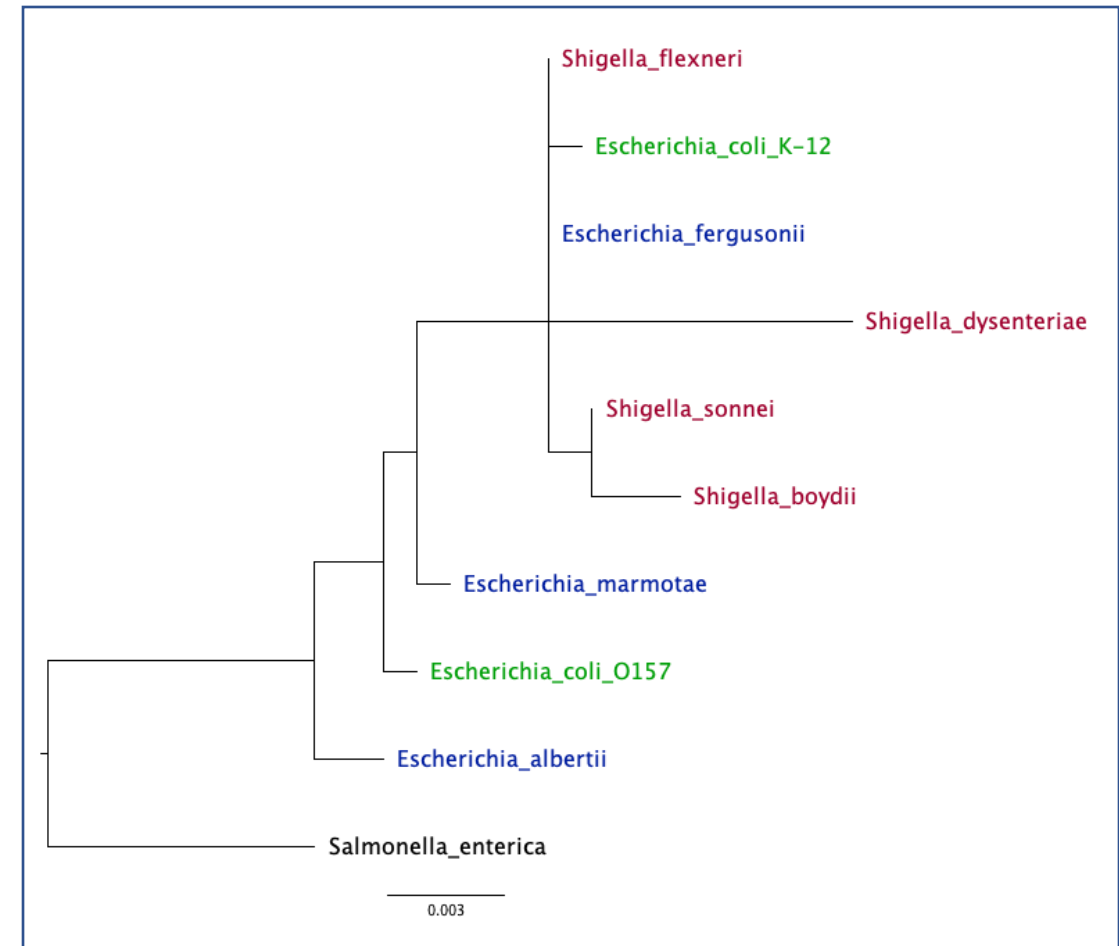 Shigella_flexneri
Escherichia_coli_K-12
Escherichia_fergusonii
Shigella_dysenteriae
Shigella_sonnei
Shigella_boydii
Escherichia_marmotae
Escherichia_coli_O157
Escherichia_albertii
Salmonella_enterica
0.003